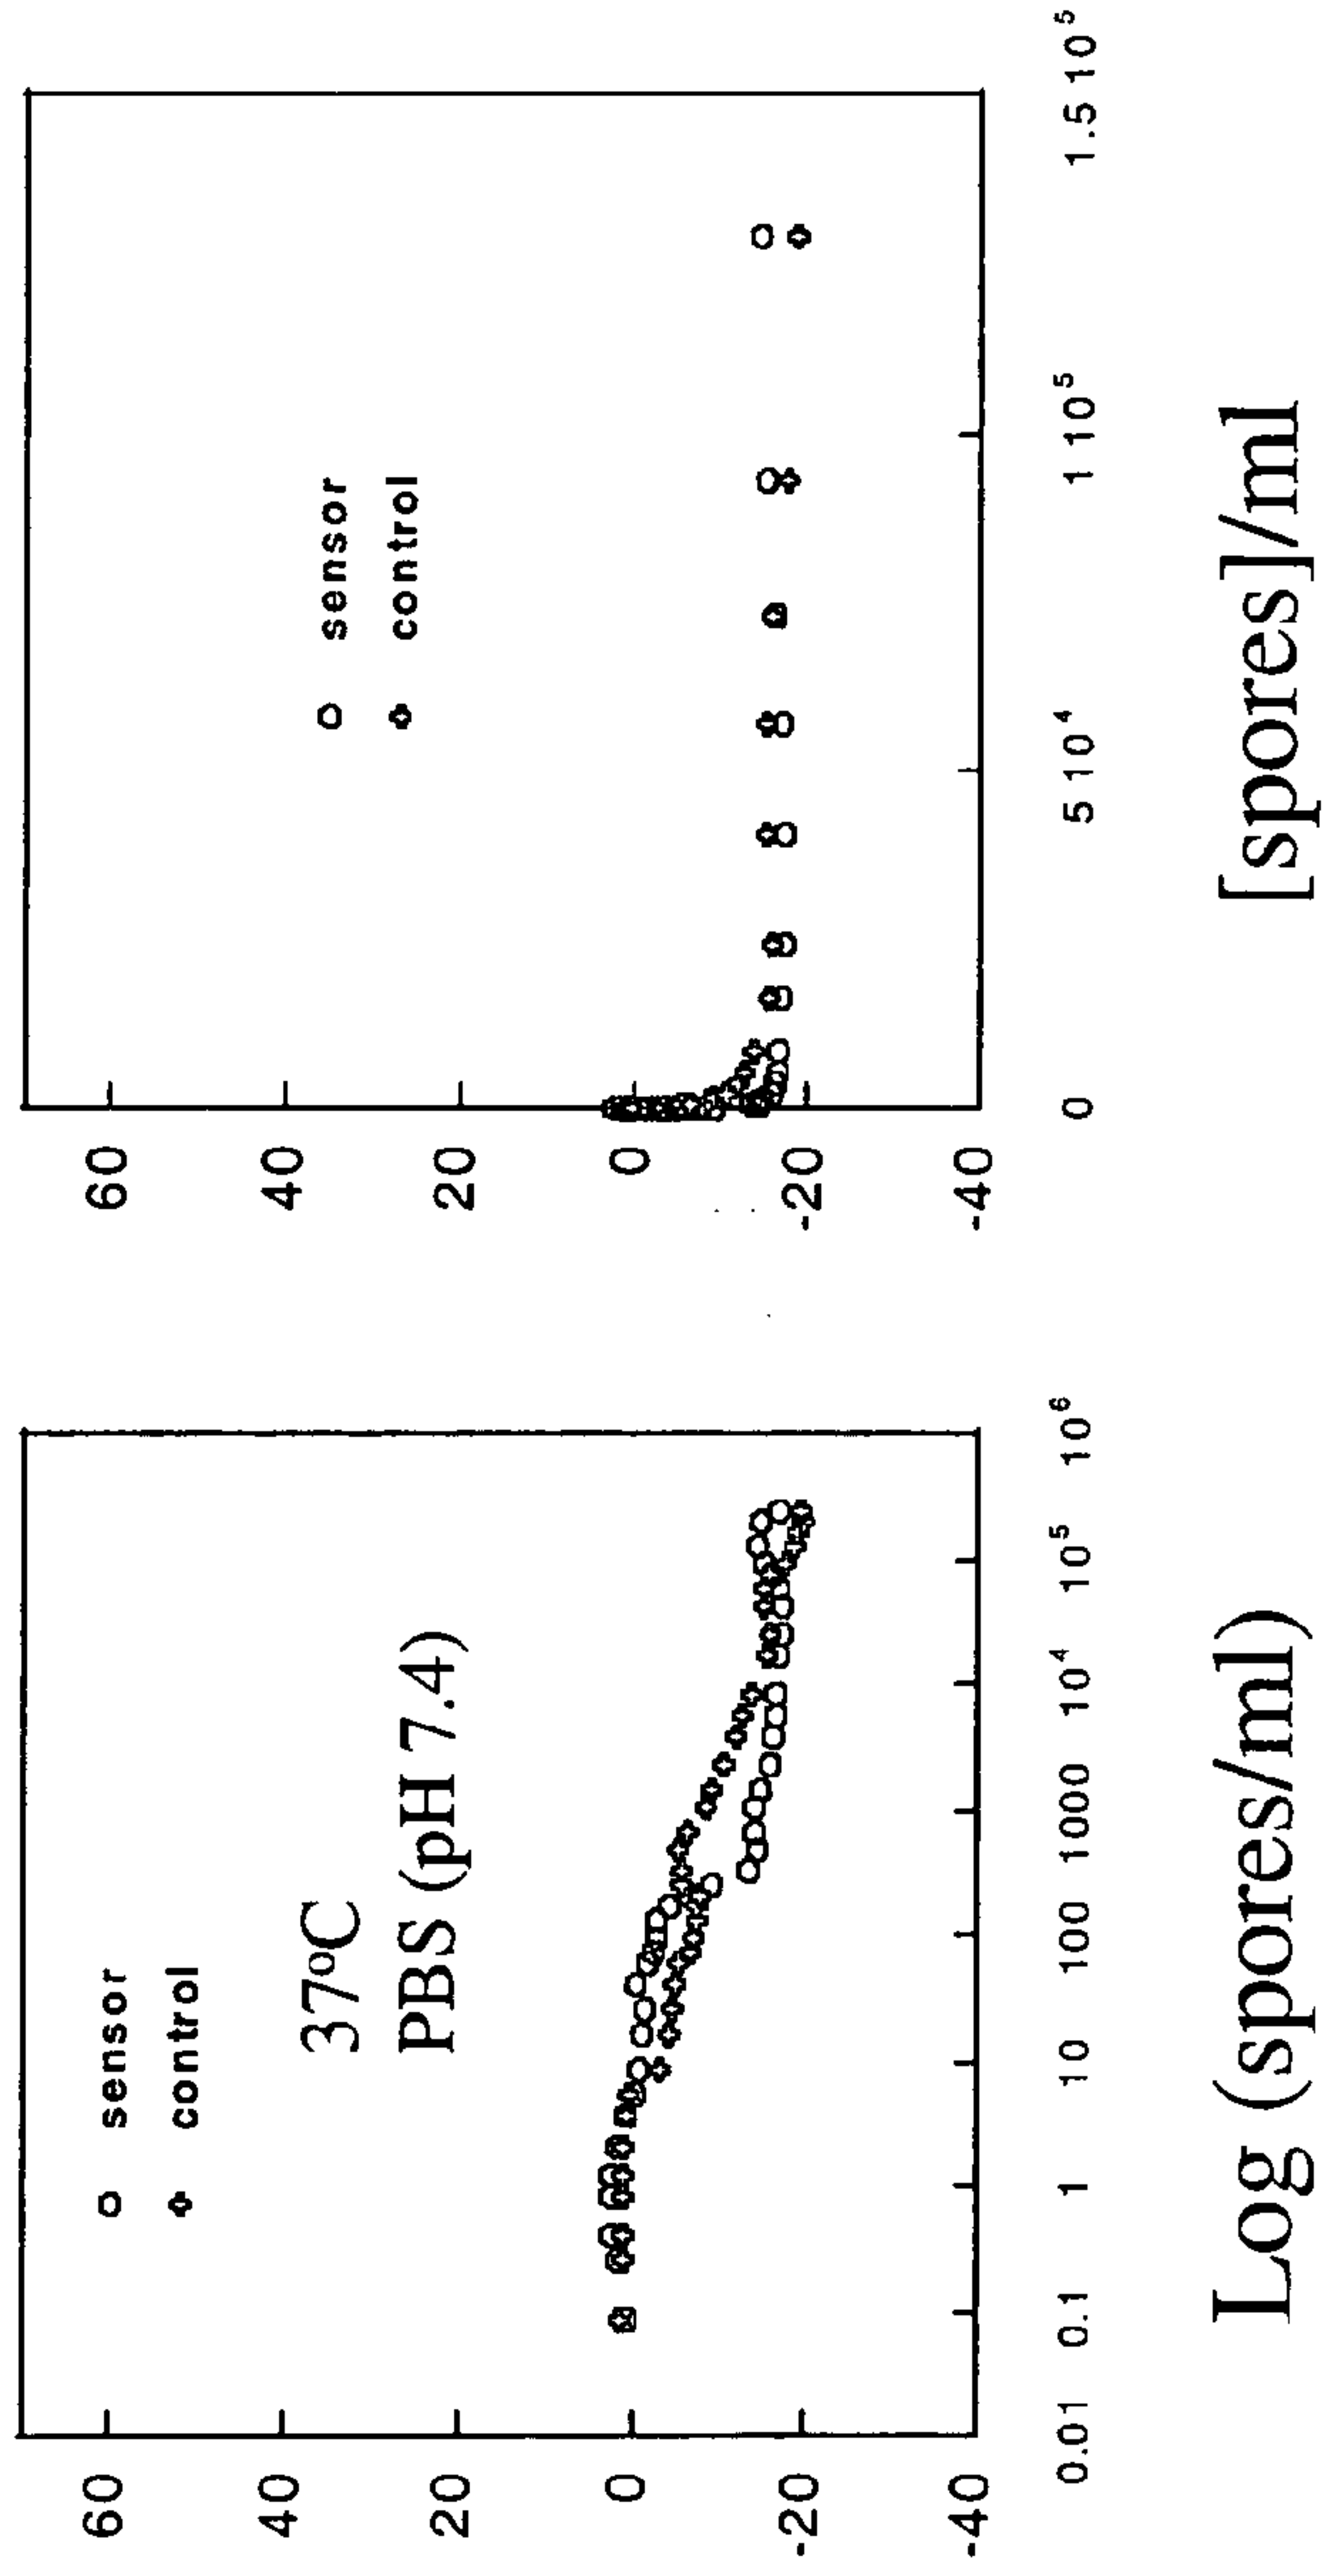 60
40
20
0
-20
-40
sensor
control
37ºC
PBS (pH 7.4)
0.01 0.1 1 10 100 1000 10⁴ 10⁵ 10⁶
Log (spores/ml)
60
40
20
0
-20
-40
sensor
control
0 5 10⁴ 1 10⁵ 1.5 10⁵
[spores]/ml